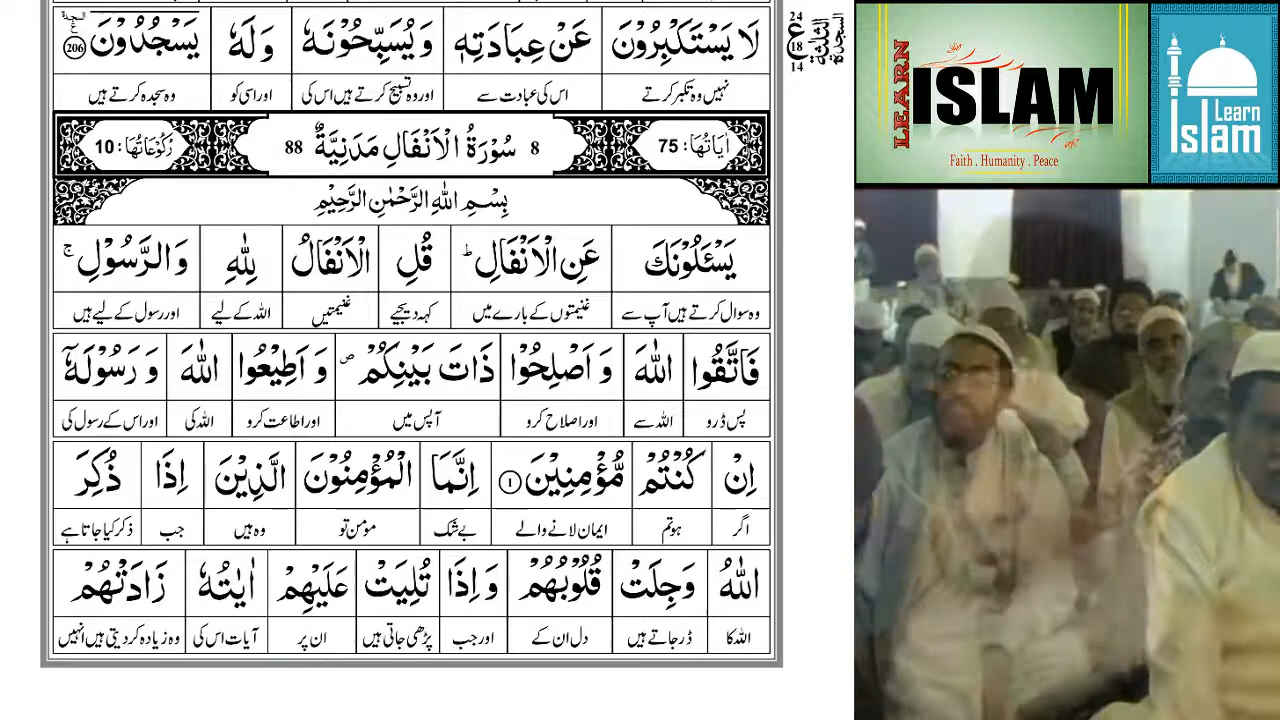 لَا يَسْتَكْبِرُوْنَ عَنْ عِبَادَتِهٖ وَ يُسَبِّحُوْنَهٗ وَ لَهٗ يَسْجُدُوْنَ 206
نہیں وہ تکبر کرتے اس کی عبادت سے اور وہ تسبیح کرتے ہیں اس کی اور اسی کو وہ سجدہ کرتے ہیں
24
ع
18
14
السجدة
الثلثة
اٰيَاتُهَا: 75 8 سُوْرَةُ الْاَنْفَالِ مَدَنِيَّةٌ 88 رُكُوْعَاتُهَا: 10
بِسْمِ اللّٰهِ الرَّحْمٰنِ الرَّحِيْمِ
يَسْـَٔلُوْنَكَ عَنِ الْاَنْفَالِ ؕ قُلِ الْاَنْفَالُ لِلّٰهِ وَ الرَّسُوْلِ ۚ
وہ سوال کرتے ہیں آپ سے غنیمتوں کے بارے میں کہہ دیجیے غنیمتیں اللہ کے لیے اور رسول کے لیے ہیں
فَاتَّقُوا اللّٰهَ وَ اَصْلِحُوْا ذَاتَ بَيْنِكُمْ ۪ وَ اَطِيْعُوا اللّٰهَ وَ رَسُوْلَهٗۤ
پس ڈرو اللہ سے اور اصلاح کرو آپس میں اور اطاعت کرو اللہ کی اور اس کے رسول کی
اِنْ كُنْتُمْ مُّؤْمِنِيْنَ ١ اِنَّمَا الْمُؤْمِنُوْنَ الَّذِيْنَ اِذَا ذُكِرَ
اگر ہو تم ایمان لانے والے بے شک مومن تو وہ ہیں جب ذکر کیا جاتا ہے
اللّٰهُ وَجِلَتْ قُلُوْبُهُمْ وَ اِذَا تُلِيَتْ عَلَيْهِمْ اٰيٰتُهٗ زَادَتْهُمْ
اللہ کا ڈر جاتے ہیں دل ان کے اور جب پڑھی جاتی ہیں ان پر آیات اس کی وہ زیادہ کر دیتی ہیں انہیں
LEARN
ISLAM
Faith . Humanity . Peace
Learn
Islam